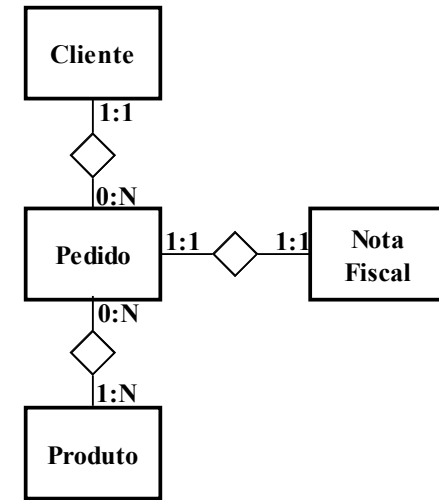 Cliente
1:1
0:N
Pedido
1:1
1:1
Nota
Fiscal
0:N
1:N
Produto